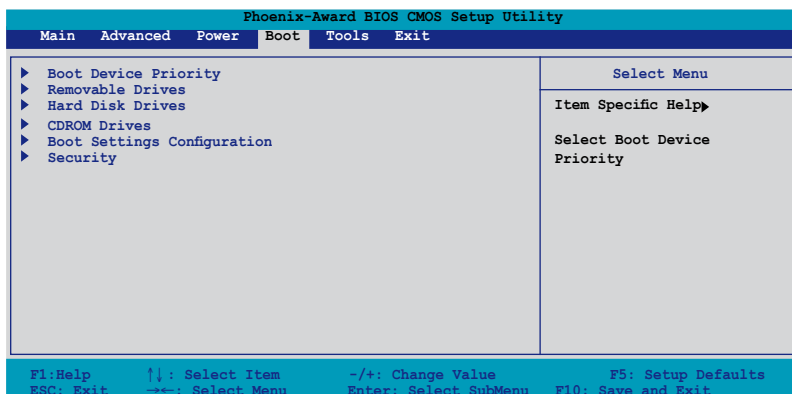 Phoenix-Award BIOS CMOS Setup Utility
Main Advanced Power Boot Tools Exit
Boot Device Priority
Removable Drives
Hard Disk Drives
CDROM Drives
Boot Settings Configuration
Security
Select Menu
Item Specific Help
Select Boot Device
Priority
F1:Help ↑↓: Select Item -/+: Change Value F5: Setup Defaults
ESC: Exit →←: Select Menu Enter: Select SubMenu F10: Save and Exit